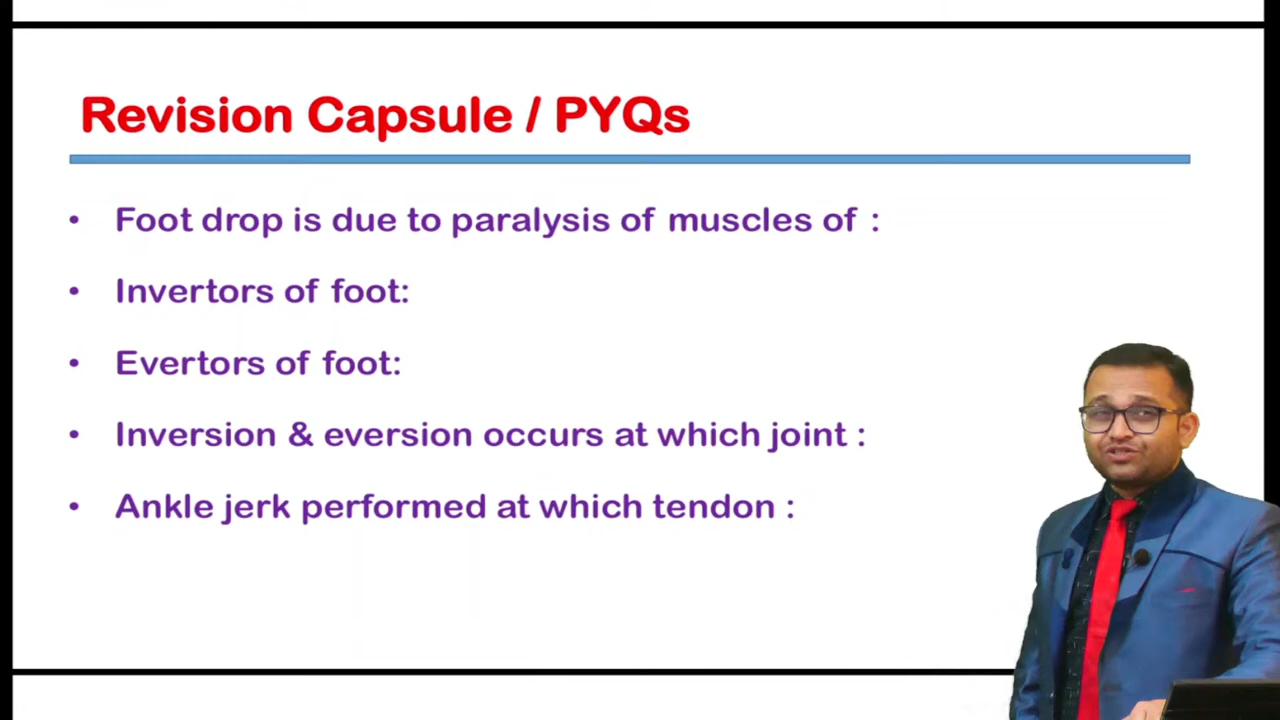 Revision Capsule / PYQs
• Foot drop is due to paralysis of muscles of :
• Invertors of foot:
• Evertors of foot:
• Inversion & eversion occurs at which joint :
• Ankle jerk performed at which tendon :